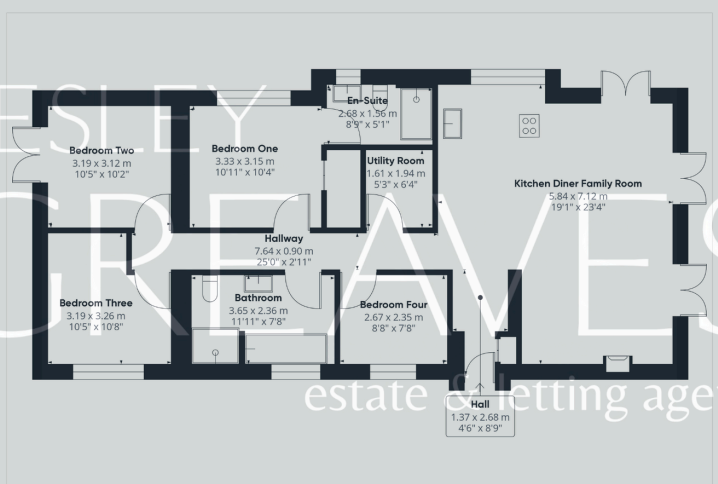 ESLEY
GREAVES
estate & letting age
En-Suite
2.68 x 1.56 m
8'9" x 5'1"
Bedroom Two
3.19 x 3.12 m
10'5" x 10'2"
Bedroom One
3.33 x 3.15 m
10'11" x 10'4"
Utility Room
1.61 x 1.94 m
5'3" x 6'4"
Kitchen Diner Family Room
5.84 x 7.12 m
19'1" x 23'4"
Hallway
7.64 x 0.90 m
25'0" x 2'11"
Bedroom Three
3.19 x 3.26 m
10'5" x 10'8"
Bathroom
3.65 x 2.36 m
11'11" x 7'8"
Bedroom Four
2.67 x 2.35 m
8'8" x 7'8"
Hall
1.37 x 2.68 m
4'6" x 8'9"